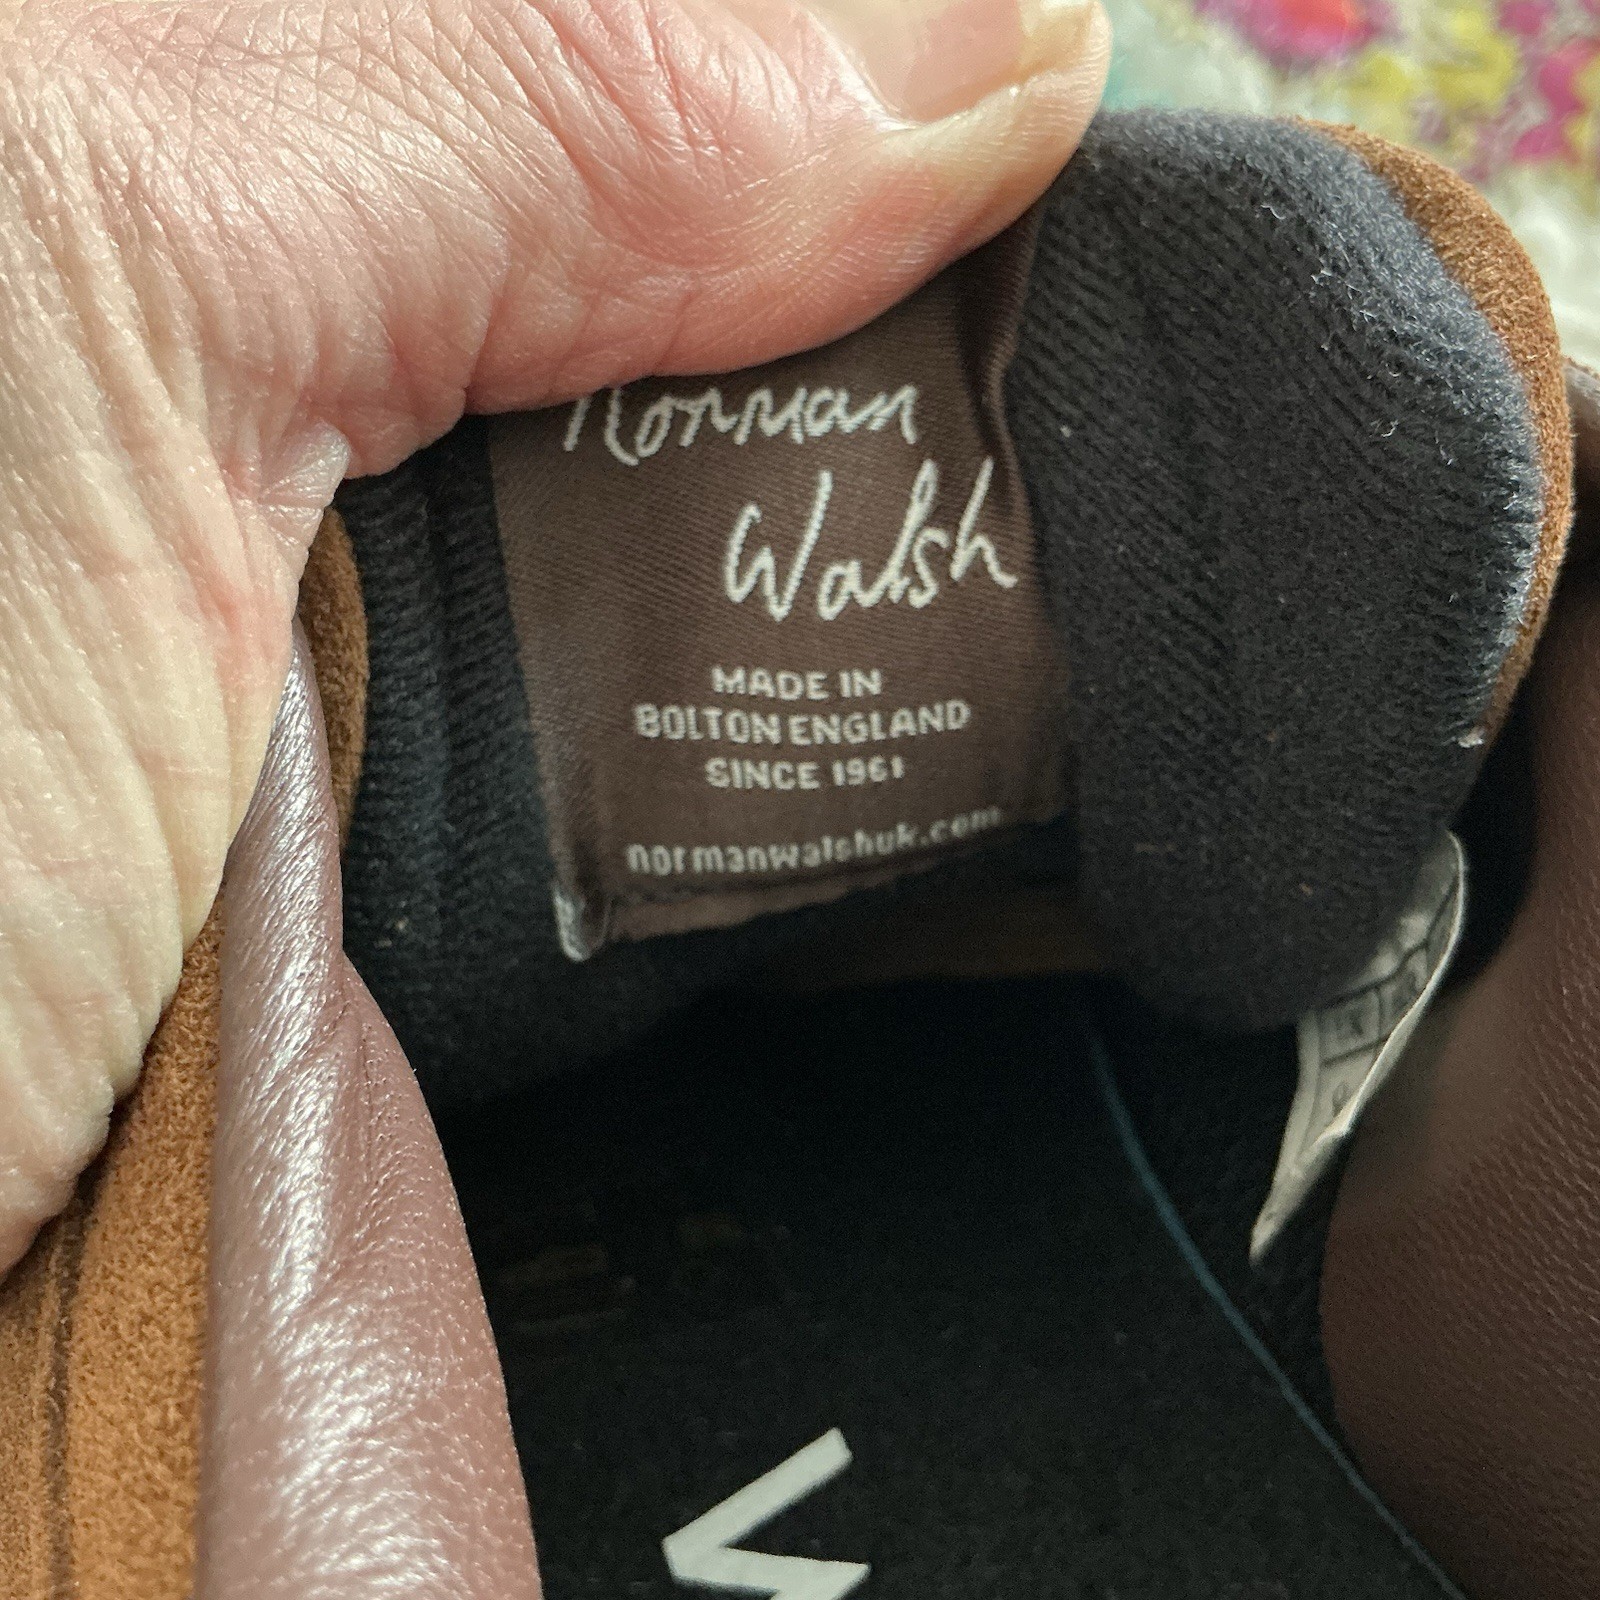 Norman
Walsh
MADE IN
BOLTON ENGLAND
SINCE 1961
normanwalshuk.com